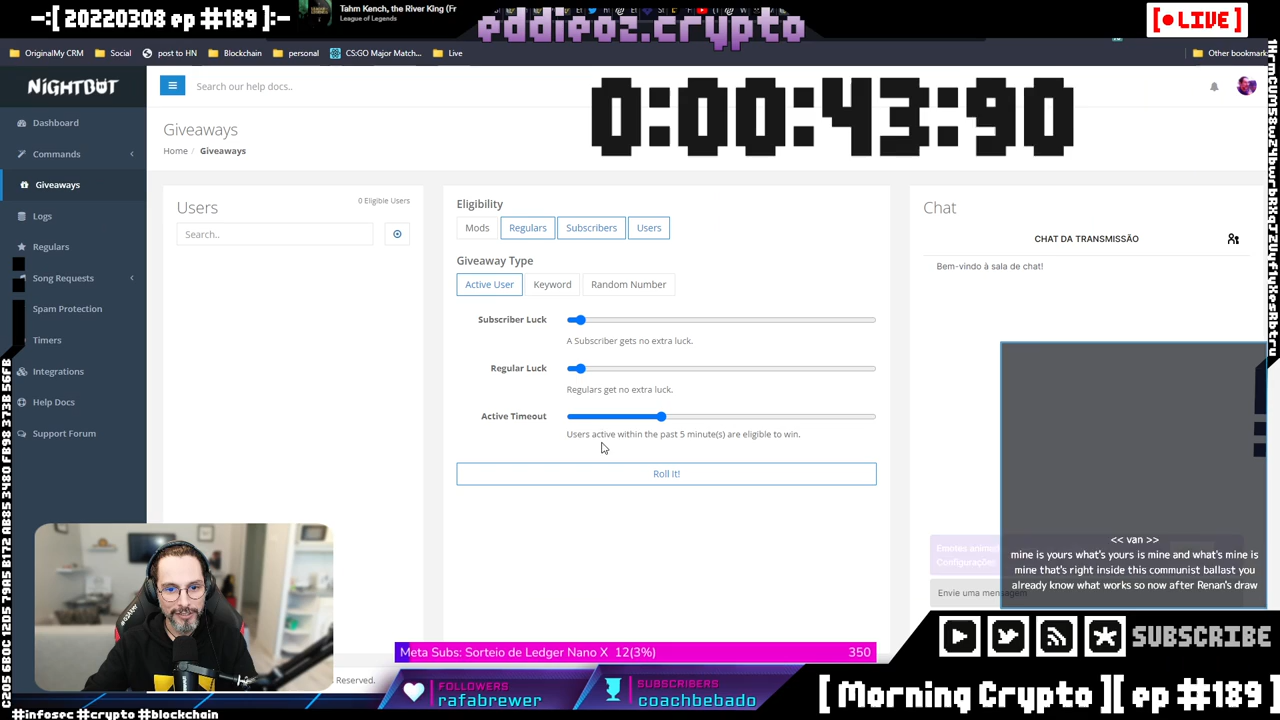 –:[ 20220308 ep #189 ]:–
Tahm Kench, the River King (Fr
League of Legends
eddieoz.crypto
[• LIVE ]
OriginalMy CRM
Social
post to HN
Blockchain
personal
CS:GO Major Match...
Live
Other bookmark
NiGHTBOT
Search our help docs..
0:00:43:90
Dashboard
Commands
Giveaways
Logs
Regulars
Song Requests
Spam Protection
Timers
Integrations
Help Docs
Support Forum
Giveaways
Home / Giveaways
Users
0 Eligible Users
Search..
Eligibility
Mods
Regulars
Subscribers
Users
Giveaway Type
Active User
Keyword
Random Number
Subscriber Luck
A Subscriber gets no extra luck.
Regular Luck
Regulars get no extra luck.
Active Timeout
Users active within the past 5 minute(s) are eligible to win.
Roll It!
Chat
CHAT DA TRANSMISSÃO
Bem-vindo à sala de chat!
Configurações
Envie uma mensagem
<< van >>
mine is yours what's yours is mine and what's mine is
mine that's right inside this communist ballast you
already know what works so now after Renan's draw
Meta Subs: Sorteio de Ledger Nano X 12(3%)
350
Reserved.
FOLLOWERS
rafabrewer
SUBSCRIBERS
coachbebado
SUBSCRIBE
[ Morning Crypto ][ ep #189 ]
#infosec #crypto #blockchain